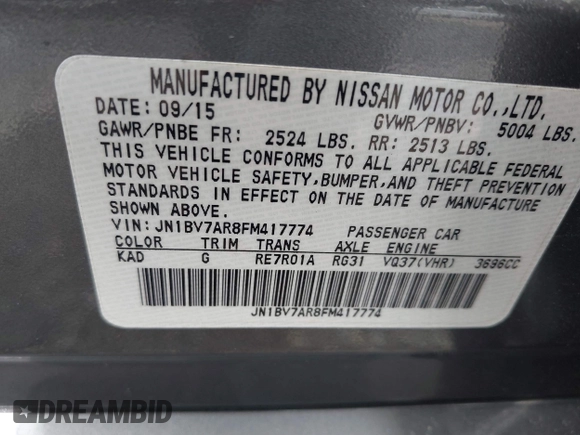 MANUFACTURED BY NISSAN MOTOR CO.,LTD.
DATE: 09/15 GVWR/PNBV: 5004 LBS.
GAWR/PNBE FR: 2524 LBS. RR: 2513 LBS.
THIS VEHICLE CONFORMS TO ALL APPLICABLE FEDERAL
MOTOR VEHICLE SAFETY,BUMPER,AND THEFT PREVENTION
STANDARDS IN EFFECT ON THE DATE OF MANUFACTURE
SHOWN ABOVE.
VIN: JN1BV7AR8FM417774 PASSENGER CAR
COLOR TRIM TRANS AXLE ENGINE
KAD G RE7R01A RG31 VQ37(VHR) 3696CC
JN1BV7AR8FM417774
DREAMBID